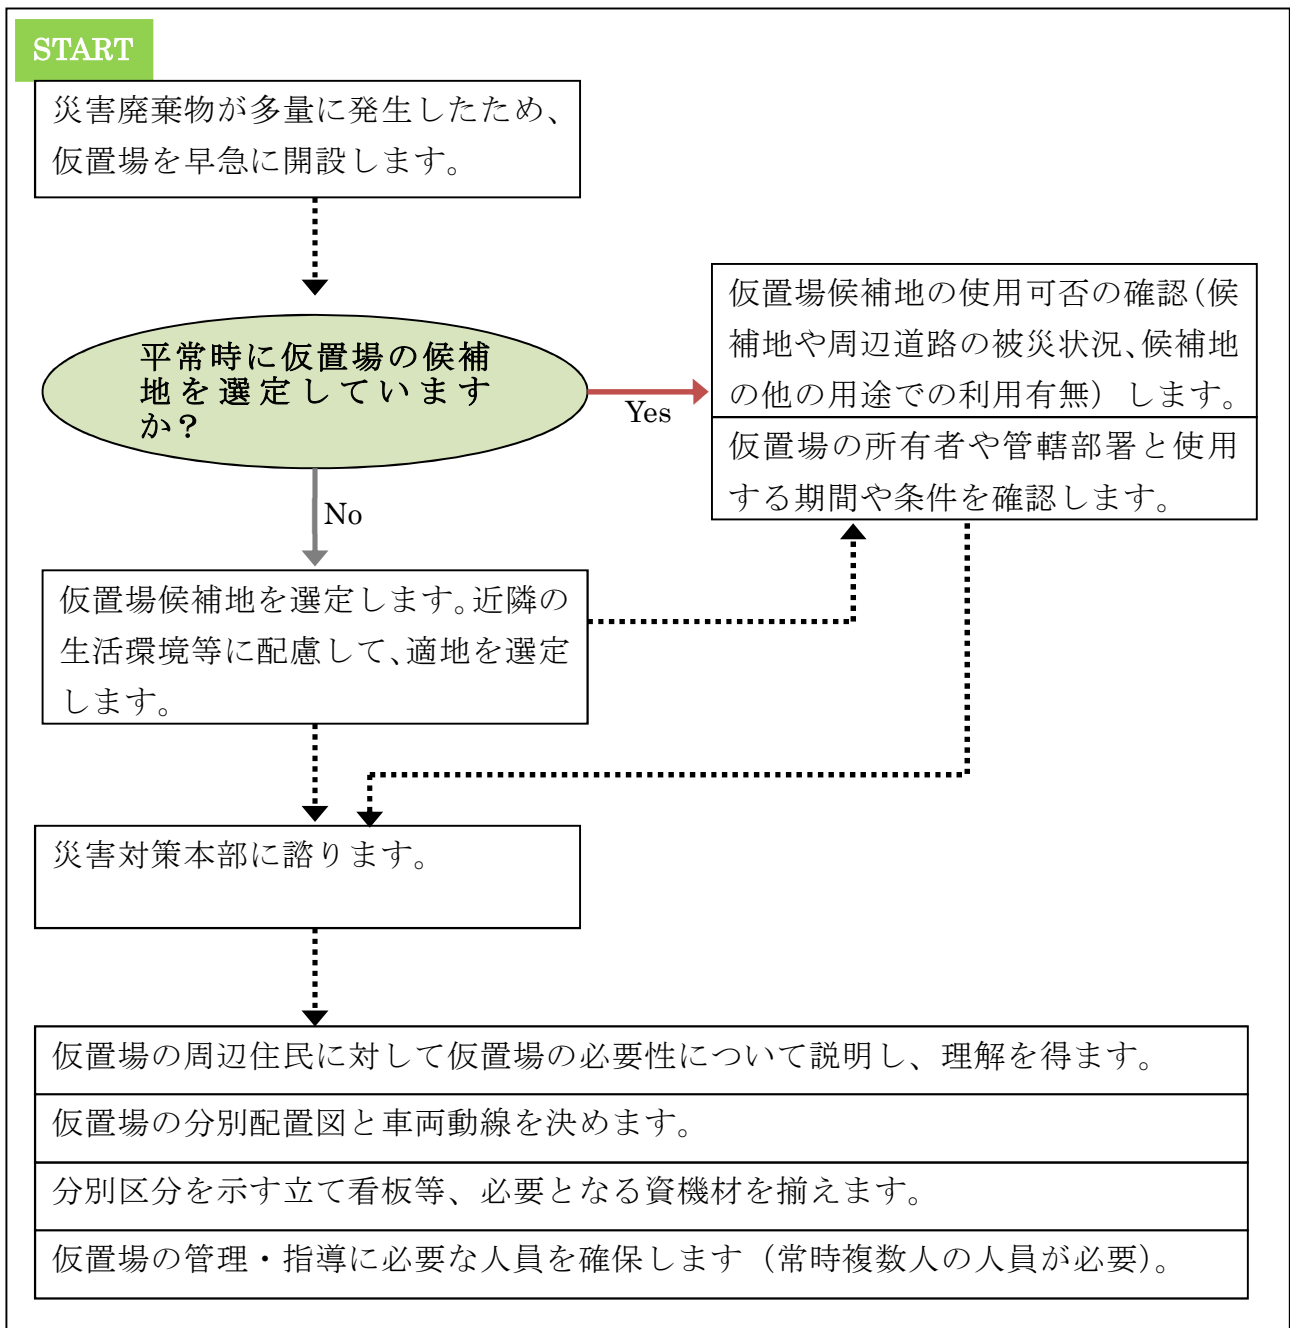 START
災害廃棄物が多量に発生したため、
仮置場を早急に開設します。
平常時に仮置場の候補
地を選定しています
か？
Yes
仮置場候補地の使用可否の確認（候
補地や周辺道路の被災状況、候補地
の他の用途での利用有無）します。
仮置場の所有者や管轄部署と使用
する期間や条件を確認します。
No
仮置場候補地を選定します。近隣の
生活環境等に配慮して、適地を選定
します。
災害対策本部に諮ります。
仮置場の周辺住民に対して仮置場の必要性について説明し、理解を得ます。
仮置場の分別配置図と車両動線を決めます。
分別区分を示す立て看板等、必要となる資機材を揃えます。
仮置場の管理・指導に必要な人員を確保します（常時複数人の人員が必要）。